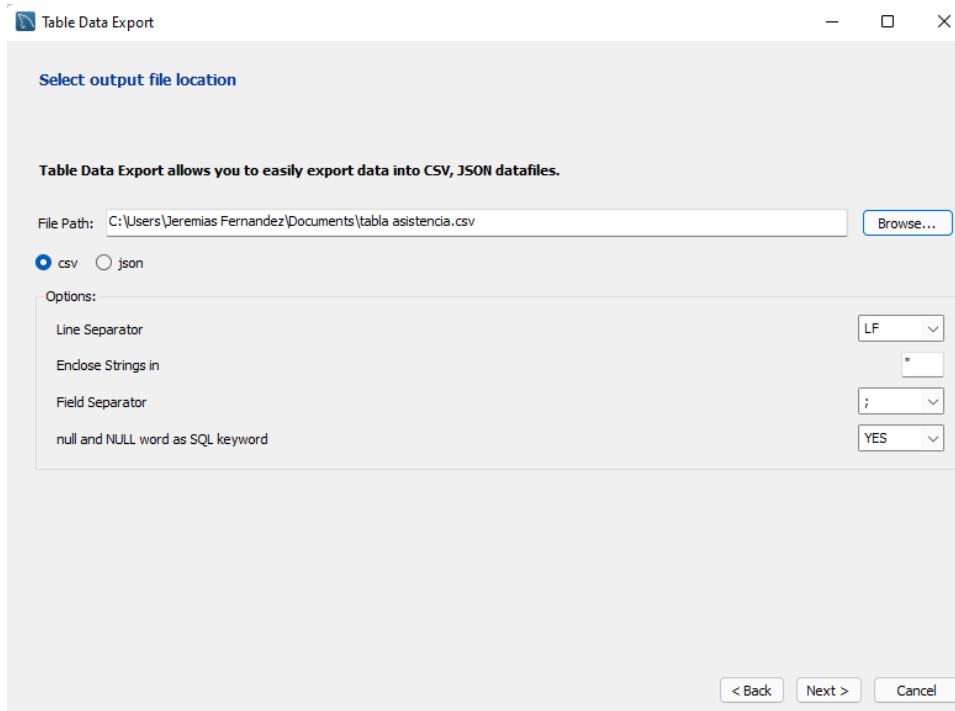 Table Data Export
Select output file location
Table Data Export allows you to easily export data into CSV, JSON datafiles.
File Path: C:\Users\Jeremias Fernandez\Documents\tabla asistencia.csv Browse...
csv json
Options:
Line Separator LF
Enclose Strings in "
Field Separator ;
null and NULL word as SQL keyword YES
< Back Next > Cancel